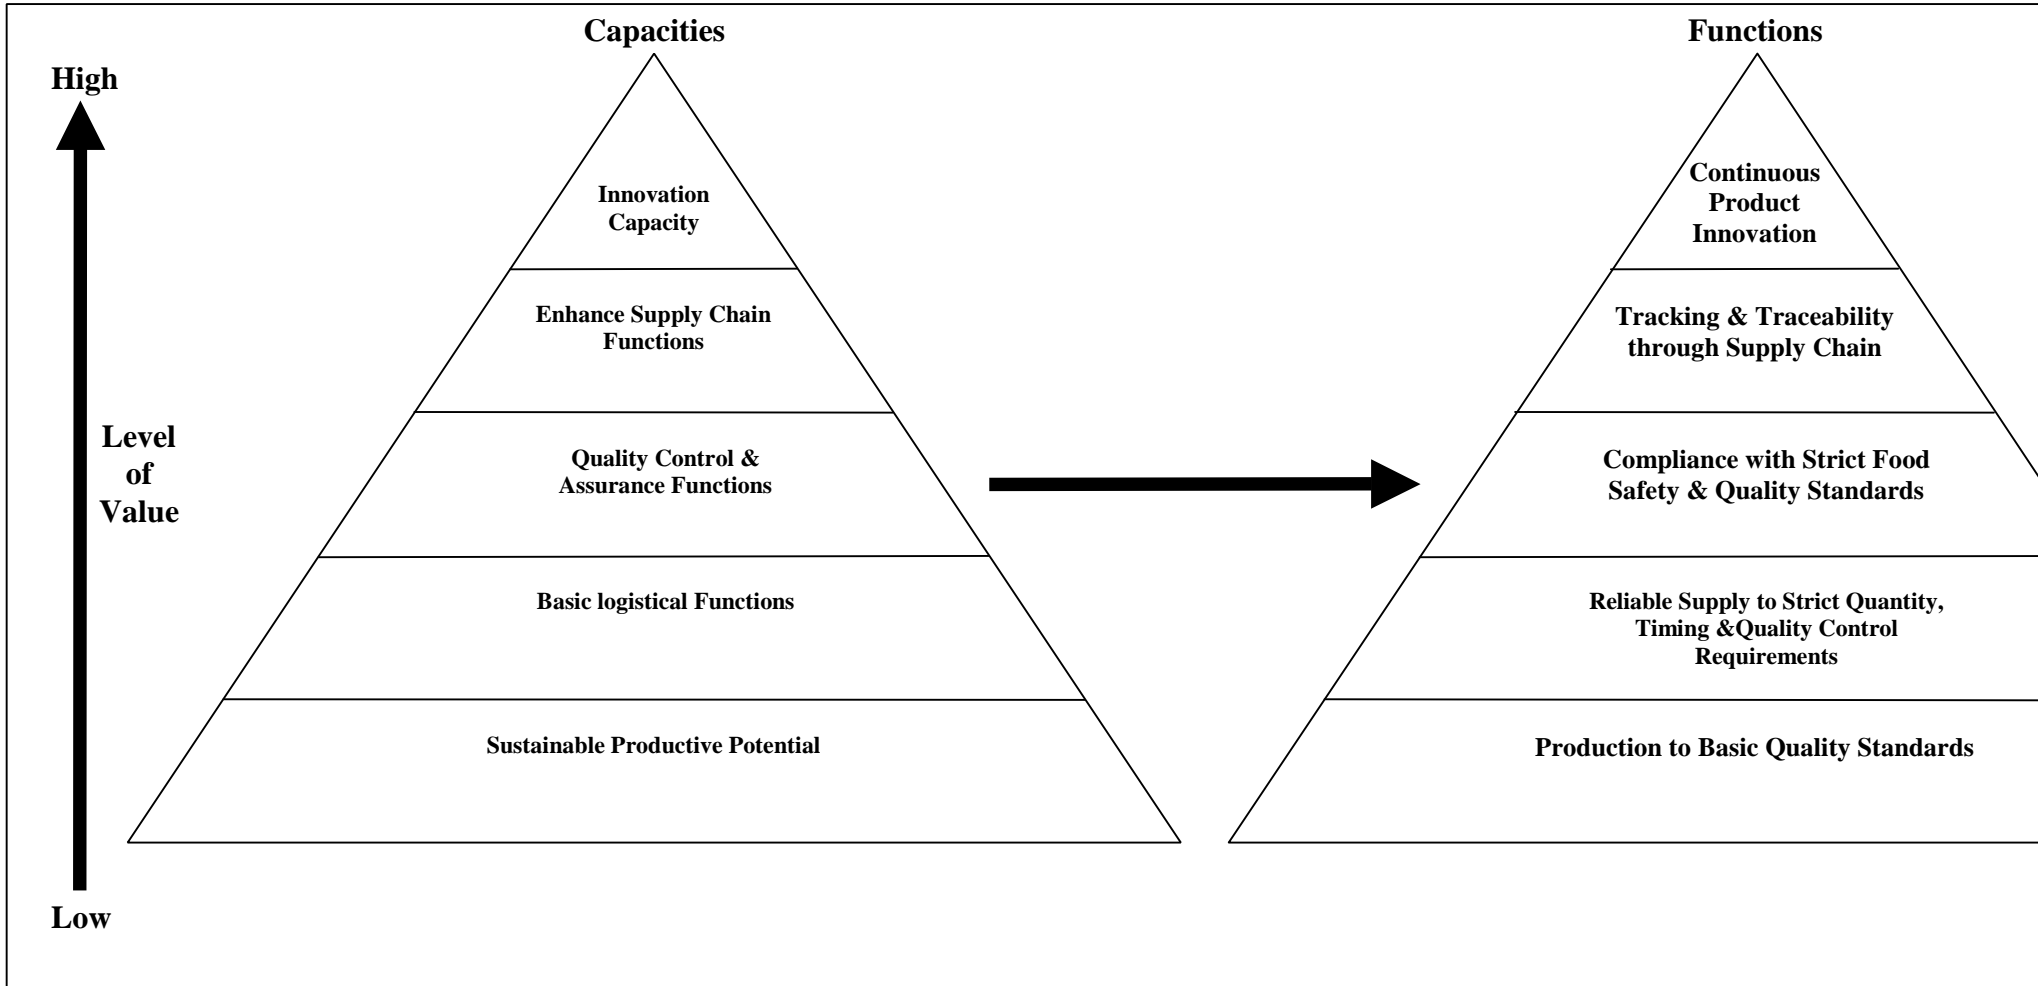 Capacities
Functions
High
Innovation
Capacity
Continuous
Product
Innovation
Enhance Supply Chain
Functions
Tracking & Traceability
through Supply Chain
Level
of
Value
Quality Control &
Assurance Functions
Compliance with Strict Food
Safety & Quality Standards
Basic logistical Functions
Reliable Supply to Strict Quantity,
Timing &Quality Control
Requirements
Sustainable Productive Potential
Production to Basic Quality Standards
Low